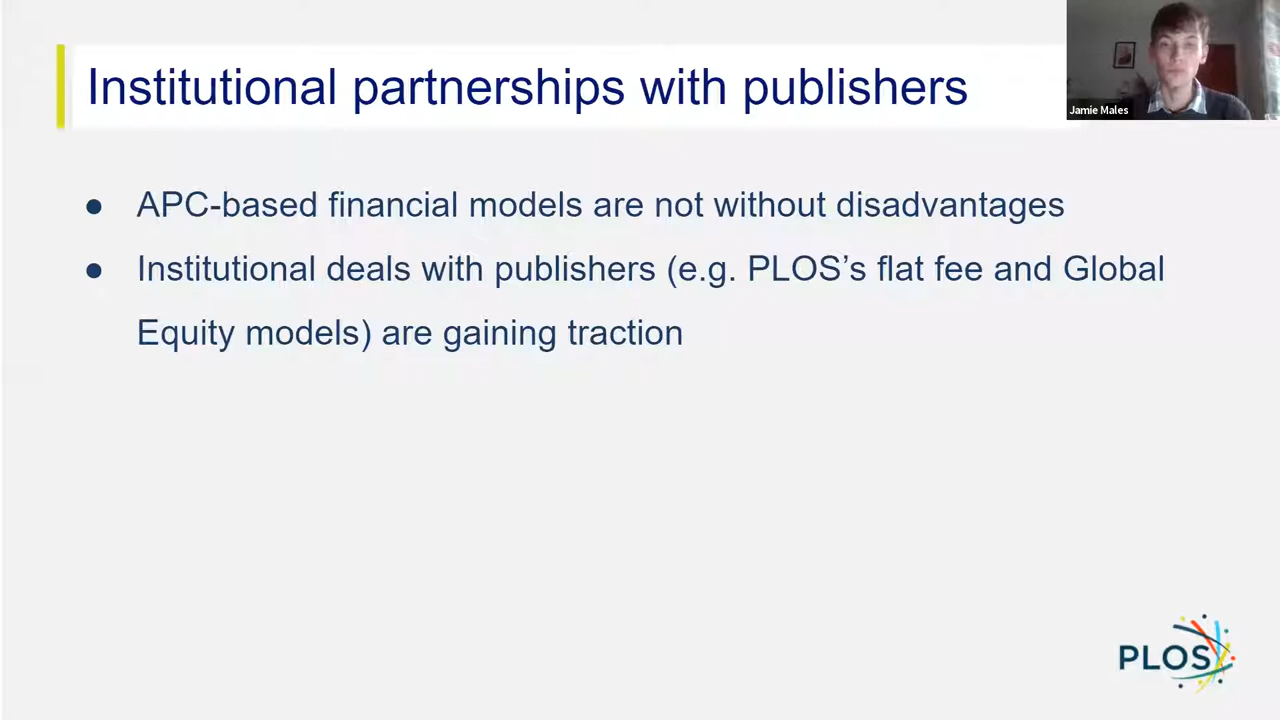 Institutional partnerships with publishers
Jamie Males
● APC-based financial models are not without disadvantages
● Institutional deals with publishers (e.g. PLOS’s flat fee and Global
Equity models) are gaining traction
PLOS